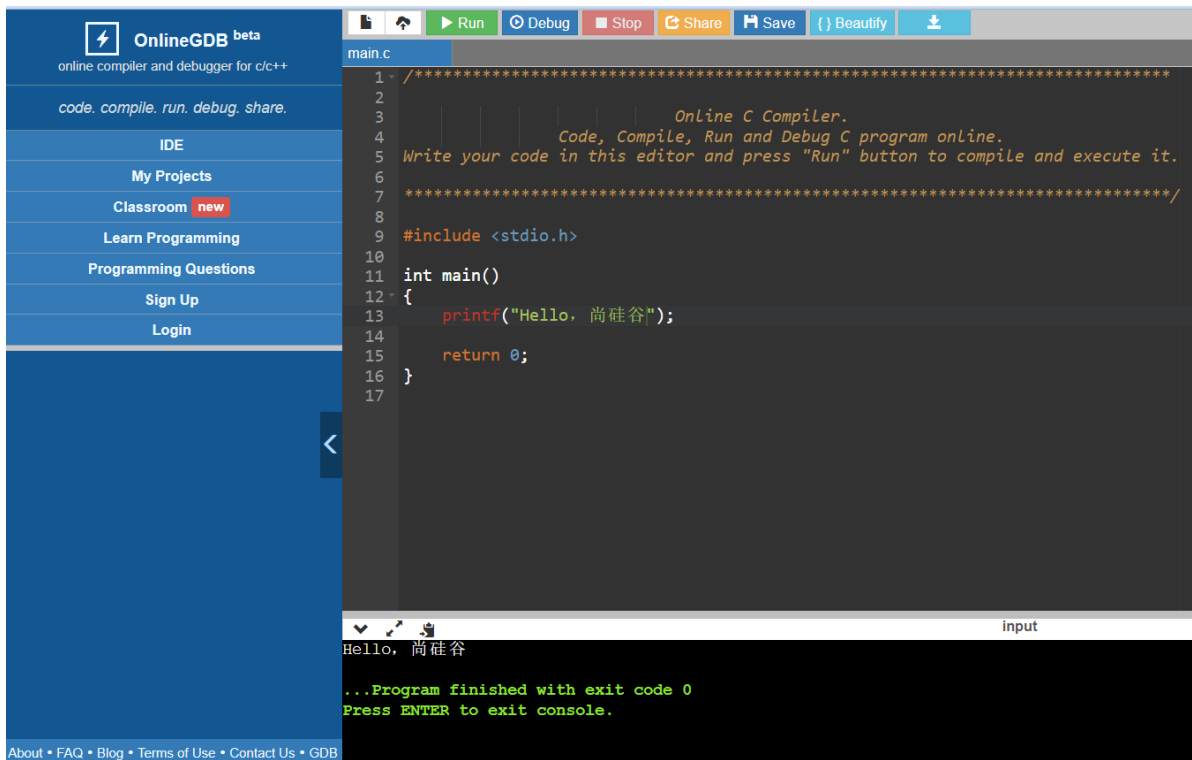 OnlineGDB beta
online compiler and debugger for c/c++
code. compile. run. debug. share.
IDE
My Projects
Classroom new
Learn Programming
Programming Questions
Sign Up
Login
About • FAQ • Blog • Terms of Use • Contact Us • GDB
Run Debug Stop Share Save {} Beautify
main.c
1 /******************************************************************************
2
3 Online C Compiler.
4 Code, Compile, Run and Debug C program online.
5 Write your code in this editor and press "Run" button to compile and execute it.
6
7 *******************************************************************************/
8
9 #include <stdio.h>
10
11 int main()
12 {
13 printf("Hello，尚硅谷");
14
15 return 0;
16 }
17
input
Hello，尚硅谷
...Program finished with exit code 0
Press ENTER to exit console.